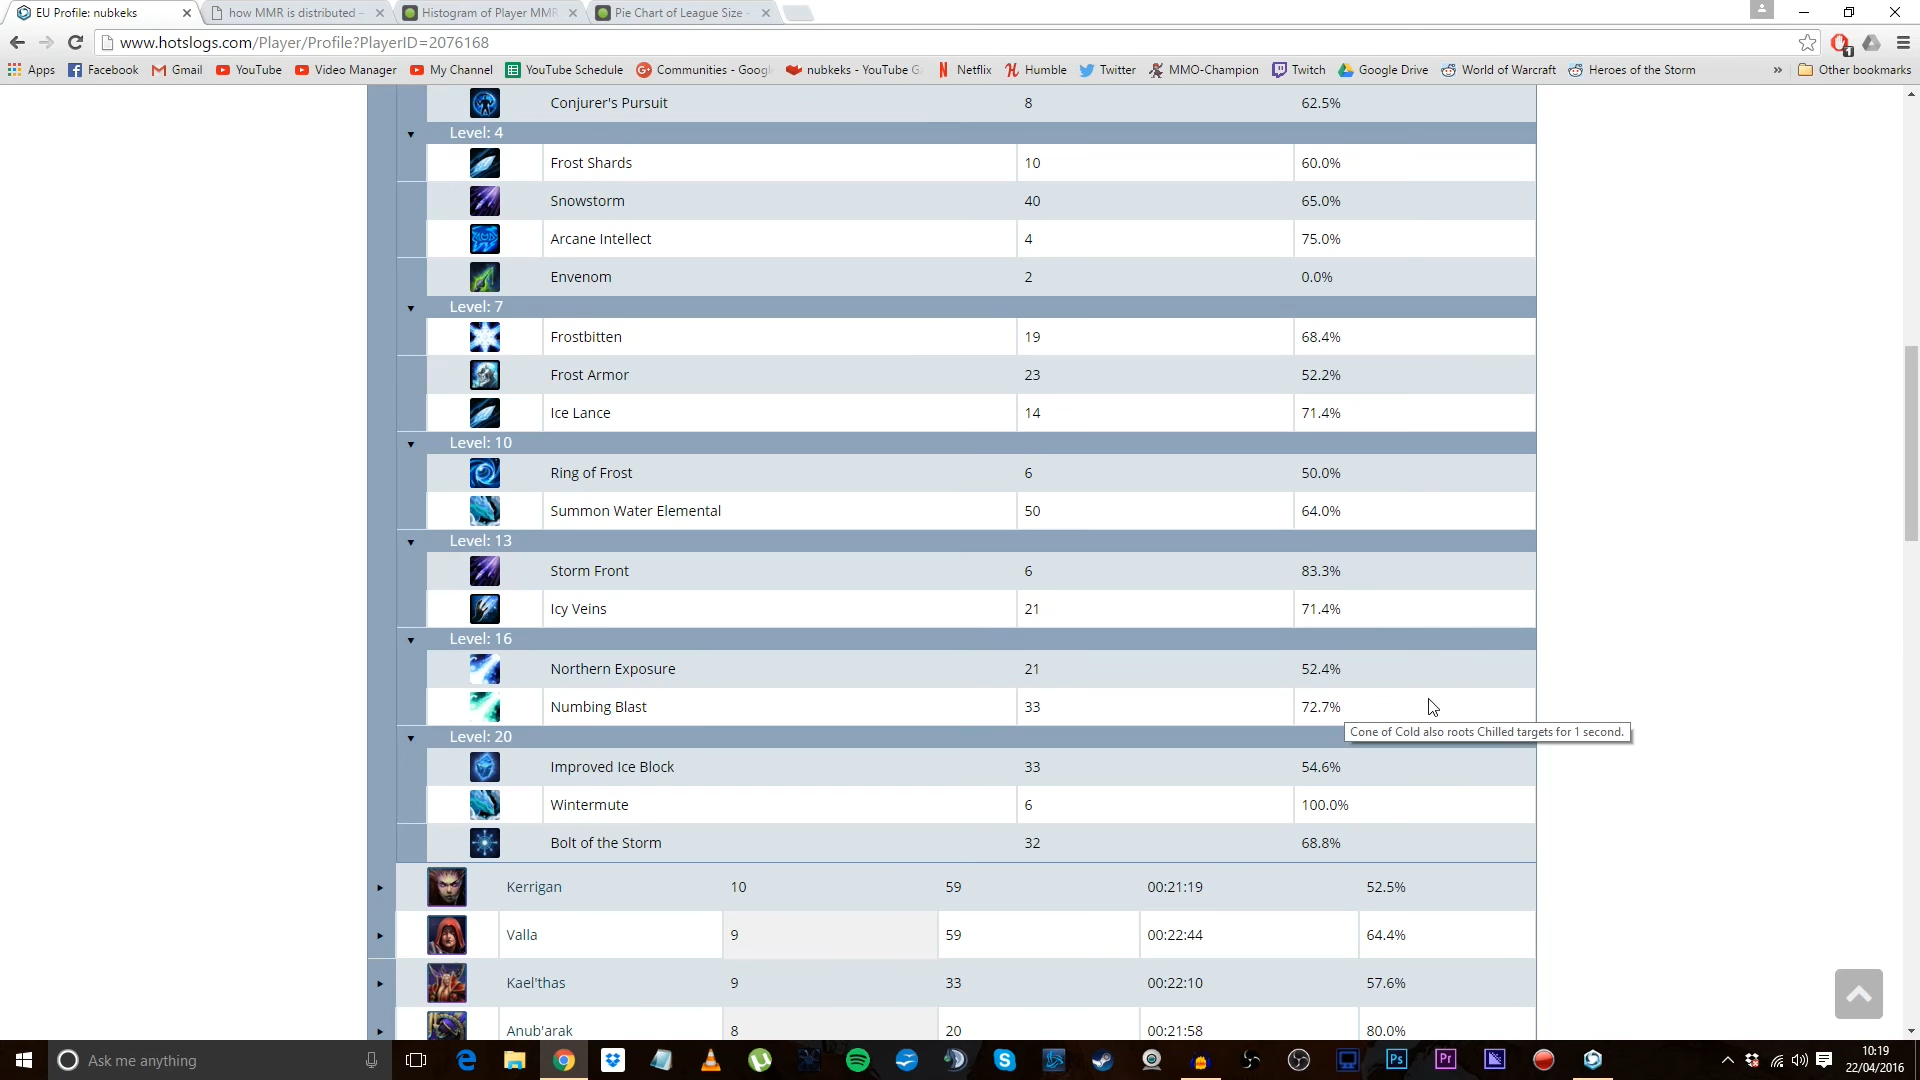 EU Profile: nubkeks
how MMR is distributed -
Histogram of Player MMR
Pie Chart of League Size -
www.hotslogs.com/Player/Profile?PlayerID=2076168
Apps Facebook Gmail YouTube Video Manager My Channel YouTube Schedule Communities - Googl nubkeks - YouTube G Netflix Humble Twitter MMO-Champion Twitch Google Drive World of Warcraft Heroes of the Storm » Other bookmarks
Conjurer's Pursuit 8 62.5%
Level: 4
Frost Shards 10 60.0%
Snowstorm 40 65.0%
Arcane Intellect 4 75.0%
Envenom 2 0.0%
Level: 7
Frostbitten 19 68.4%
Frost Armor 23 52.2%
Ice Lance 14 71.4%
Level: 10
Ring of Frost 6 50.0%
Summon Water Elemental 50 64.0%
Level: 13
Storm Front 6 83.3%
Icy Veins 21 71.4%
Level: 16
Northern Exposure 21 52.4%
Numbing Blast 33 72.7%
Cone of Cold also roots Chilled targets for 1 second.
Level: 20
Improved Ice Block 33 54.6%
Wintermute 6 100.0%
Bolt of the Storm 32 68.8%
Kerrigan 10 59 00:21:19 52.5%
Valla 9 59 00:22:44 64.4%
Kael'thas 9 33 00:22:10 57.6%
Anub'arak 8 20 00:21:58 80.0%
Ask me anything
Ps
Pr
10:19
22/04/2016